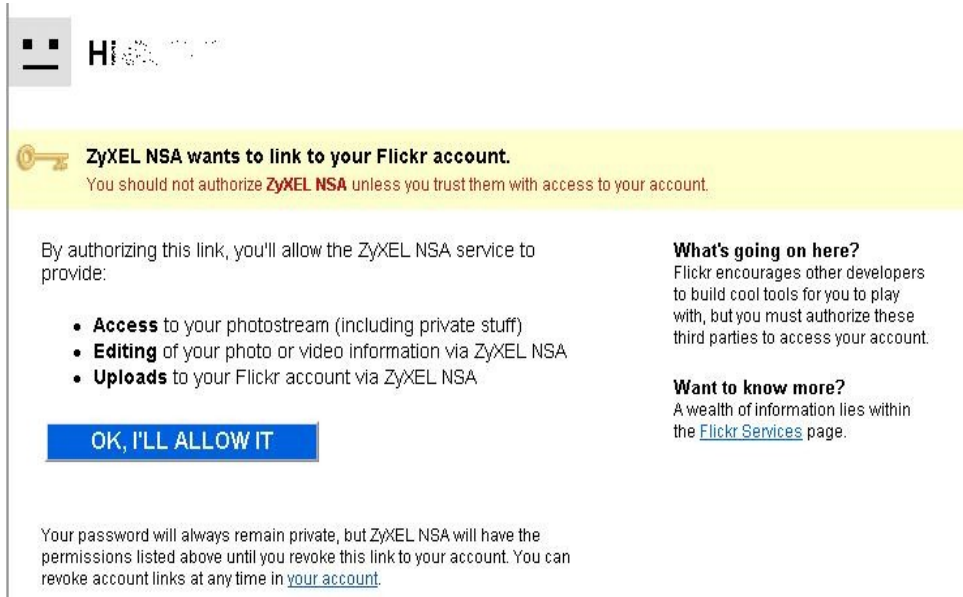 Hi
ZyXEL NSA wants to link to your Flickr account.
You should not authorize ZyXEL NSA unless you trust them with access to your account.
By authorizing this link, you'll allow the ZyXEL NSA service to
provide:
• Access to your photostream (including private stuff)
• Editing of your photo or video information via ZyXEL NSA
• Uploads to your Flickr account via ZyXEL NSA
OK, I'LL ALLOW IT
Your password will always remain private, but ZyXEL NSA will have the
permissions listed above until you revoke this link to your account. You can
revoke account links at any time in your account.
What's going on here?
Flickr encourages other developers
to build cool tools for you to play
with, but you must authorize these
third parties to access your account.
Want to know more?
A wealth of information lies within
the Flickr Services page.